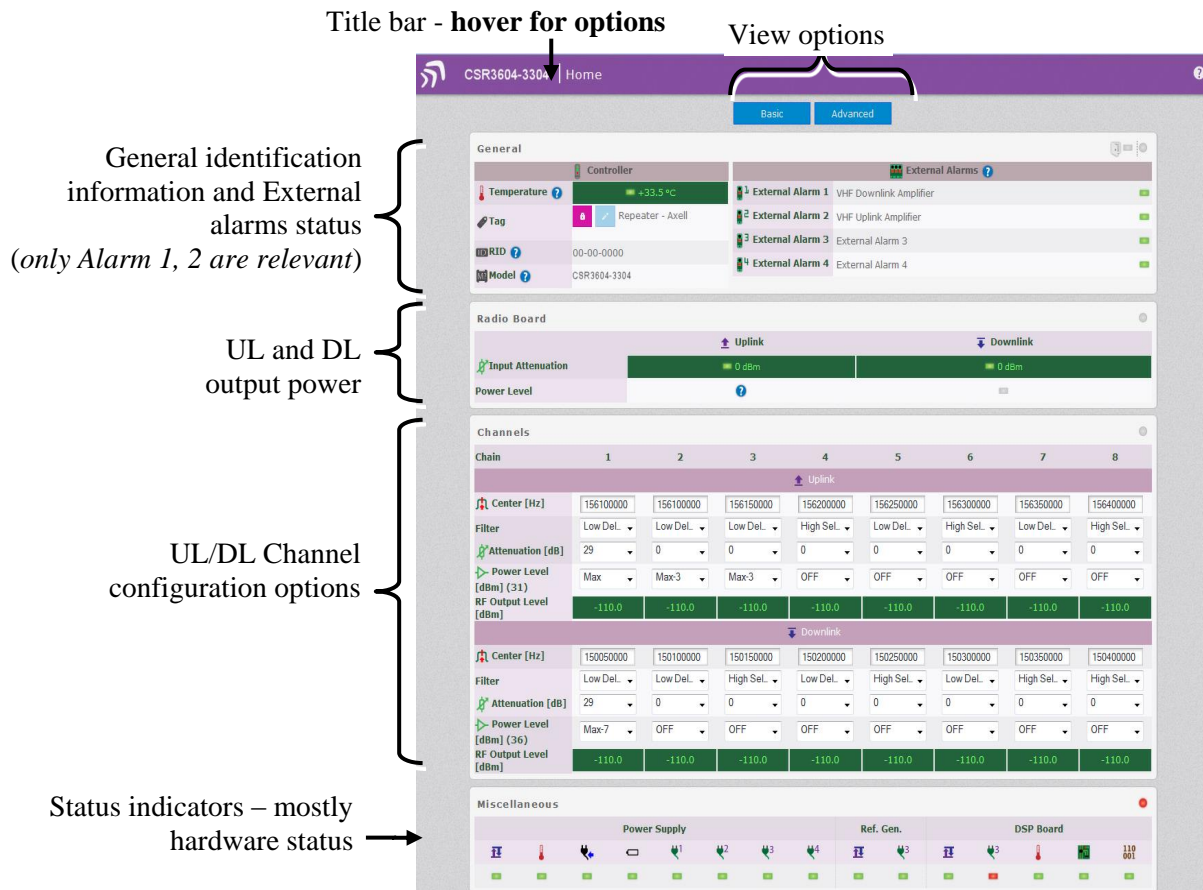 Title bar - hover for options
View options
CSR3604-3304 | Home
Basic
Advanced
General identification
information and External
alarms status
(only Alarm 1, 2 are relevant)
General
Controller
External Alarms
Temperature
+33.5 °C
Tag
Repeater - Axell
RID
00-00-0000
Model
CSR3604-3304
1 External Alarm 1 VHF Downlink Amplifier
2 External Alarm 2 VHF Uplink Amplifier
3 External Alarm 3 External Alarm 3
4 External Alarm 4 External Alarm 4
UL and DL
output power
Radio Board
Uplink Downlink
Input Attenuation 0 dBm 0 dBm
Power Level
UL/DL Channel
configuration options
Channels
Chain 1 2 3 4 5 6 7 8
Uplink
Center [Hz] 156100000 156100000 156150000 156200000 156250000 156300000 156350000 156400000
Filter Low Del.. Low Del.. Low Del.. High Sel.. Low Del.. High Sel.. Low Del.. High Sel..
Attenuation [dB] 29 0 0 0 0 0 0 0
Power Level
[dBm] (31) Max Max-3 Max-3 OFF OFF OFF OFF OFF
RF Output Level
[dBm] -110.0 -110.0 -110.0 -110.0 -110.0 -110.0 -110.0 -110.0
Downlink
Center [Hz] 150050000 150100000 150150000 150200000 150250000 150300000 150350000 150400000
Filter Low Del.. Low Del.. High Sel.. Low Del.. High Sel.. Low Del.. High Sel.. High Sel..
Attenuation [dB] 29 0 0 0 0 0 0 0
Power Level
[dBm] (36) Max-7 OFF OFF OFF OFF OFF OFF OFF
RF Output Level
[dBm] -110.0 -110.0 -110.0 -110.0 -110.0 -110.0 -110.0 -110.0
Status indicators – mostly
hardware status
Miscellaneous
Power Supply Ref. Gen. DSP Board
1 2 3 4 3 3 110
001